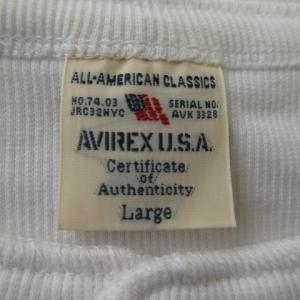 ALL-AMERICAN CLASSICS
NO.74.03 SERIAL NO.
JRC32NYC AVK 3328
AVIREX U.S.A.
Certificate
of
Authenticity
Large